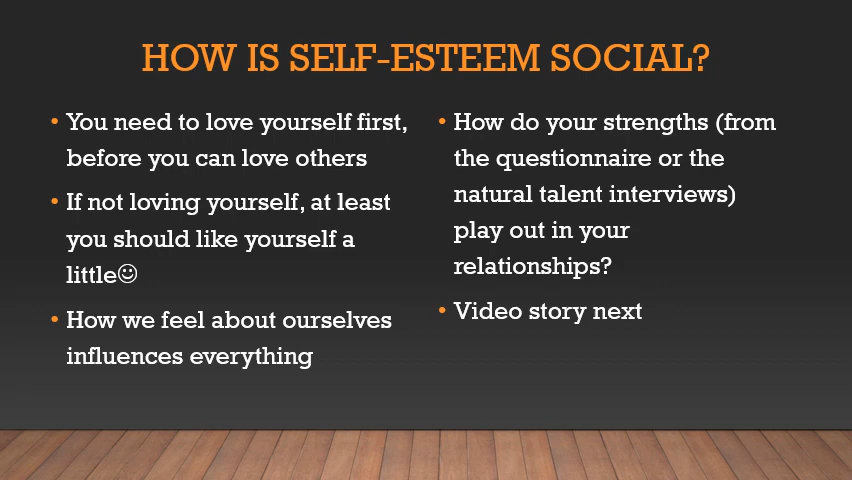 HOW IS SELF-ESTEEM SOCIAL?
• You need to love yourself first,
before you can love others
• If not loving yourself, at least
you should like yourself a
little☺
• How we feel about ourselves
influences everything
• How do your strengths (from
the questionnaire or the
natural talent interviews)
play out in your
relationships?
• Video story next